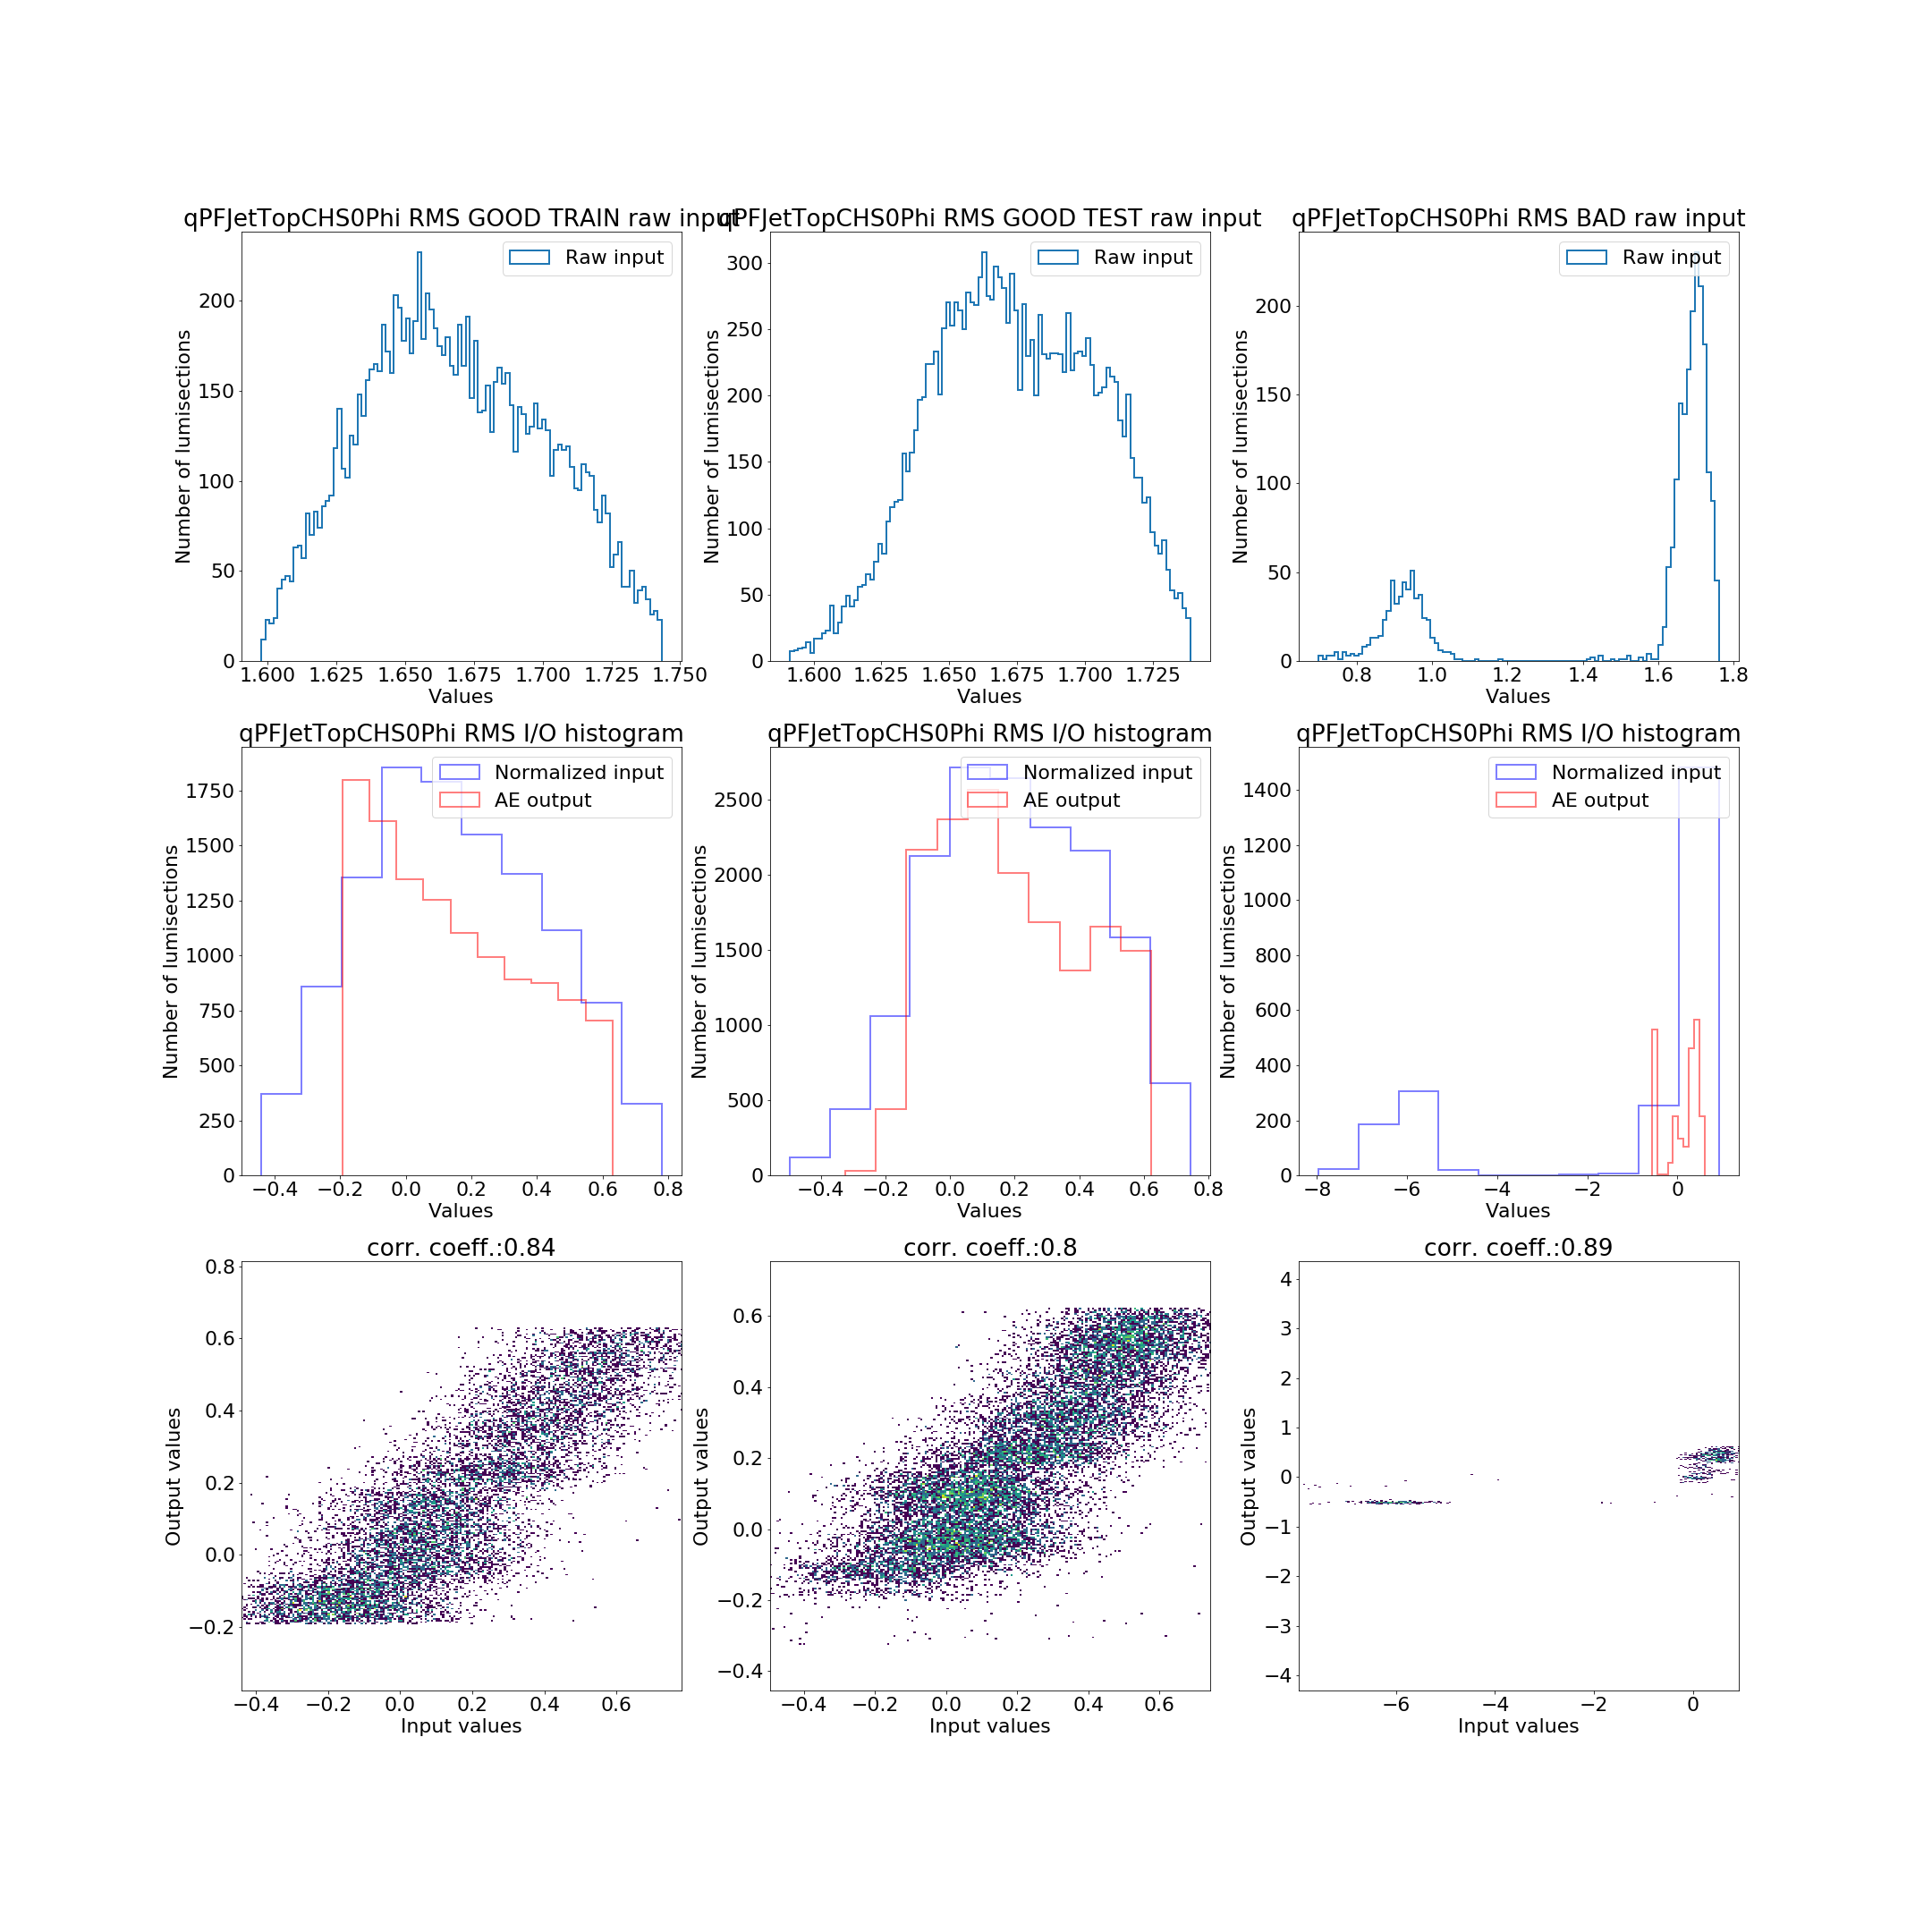 qPFJetTopCHS0Phi RMS GOOD TRAIN raw input
qPFJetTopCHS0Phi RMS GOOD TEST raw input
qPFJetTopCHS0Phi RMS BAD raw input
Raw input
Raw input
Raw input
200
150
100
50
0
300
250
200
150
100
50
0
200
150
100
50
0
Number of lumisections
Number of lumisections
Number of lumisections
1.600 1.625 1.650 1.675 1.700 1.725 1.750
1.600 1.625 1.650 1.675 1.700 1.725
0.8 1.0 1.2 1.4 1.6 1.8
Values
Values
Values
qPFJetTopCHS0Phi RMS I/O histogram
qPFJetTopCHS0Phi RMS I/O histogram
qPFJetTopCHS0Phi RMS I/O histogram
Normalized input
AE output
Normalized input
AE output
Normalized input
AE output
1750
1500
1250
1000
750
500
250
0
2500
2000
1500
1000
500
0
1400
1200
1000
800
600
400
200
0
Number of lumisections
Number of lumisections
Number of lumisections
−0.4 −0.2 0.0 0.2 0.4 0.6 0.8
−0.4 −0.2 0.0 0.2 0.4 0.6 0.8
−8 −6 −4 −2 0
Values
Values
Values
corr. coeff.:0.84
corr. coeff.:0.8
corr. coeff.:0.89
0.8
0.6
0.4
0.2
0.0
−0.2
0.6
0.4
0.2
0.0
−0.2
−0.4
4
3
2
1
0
−1
−2
−3
−4
Output values
Output values
Output values
−0.4 −0.2 0.0 0.2 0.4 0.6
−0.4 −0.2 0.0 0.2 0.4 0.6
−6 −4 −2 0
Input values
Input values
Input values